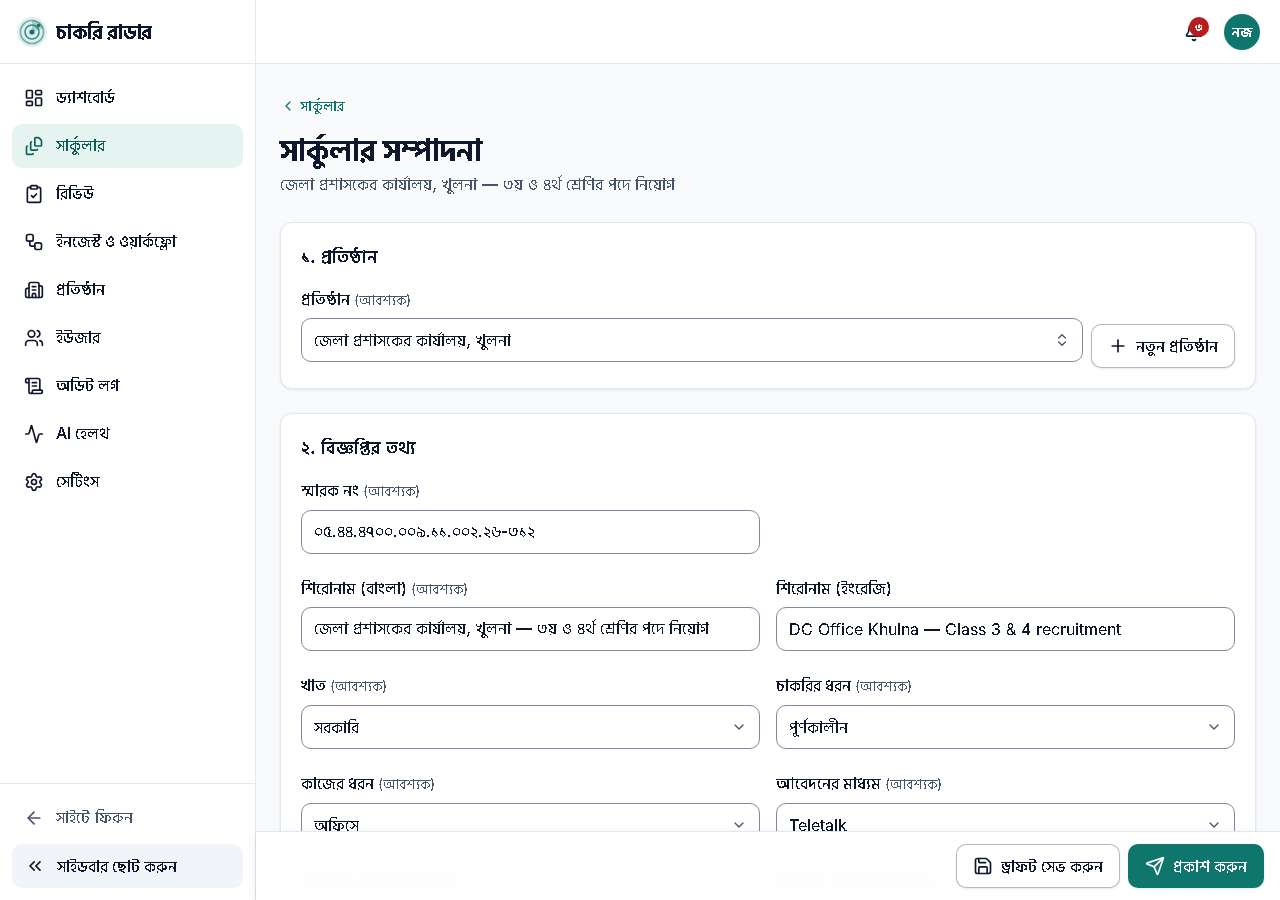 চাকরি রাডার
৩
নজ
ড্যাশবোর্ড
সার্কুলার
রিভিউ
ইনজেস্ট ও ওয়ার্কফ্লো
প্রতিষ্ঠান
ইউজার
অডিট লগ
AI হেলথ
সেটিংস
সাইটে ফিরুন
সাইডবার ছোট করুন
সার্কুলার
সার্কুলার সম্পাদনা
জেলা প্রশাসকের কার্যালয়, খুলনা — ৩য় ও ৪র্থ শ্রেণির পদে নিয়োগ
১. প্রতিষ্ঠান
প্রতিষ্ঠান (আবশ্যক)
জেলা প্রশাসকের কার্যালয়, খুলনা
নতুন প্রতিষ্ঠান
২. বিজ্ঞপ্তির তথ্য
স্মারক নং (আবশ্যক)
০৫.৪৪.৪৭০০.০০৯.১১.০০২.২৬-৩১২
শিরোনাম (বাংলা) (আবশ্যক)
শিরোনাম (ইংরেজি)
জেলা প্রশাসকের কার্যালয়, খুলনা — ৩য় ও ৪র্থ শ্রেণির পদে নিয়োগ
DC Office Khulna — Class 3 & 4 recruitment
খাত (আবশ্যক)
চাকরির ধরন (আবশ্যক)
সরকারি
পূর্ণকালীন
কাজের ধরন (আবশ্যক)
আবেদনের মাধ্যম (আবশ্যক)
অফিসে
Teletalk
ড্রাফট সেভ করুন
প্রকাশ করুন